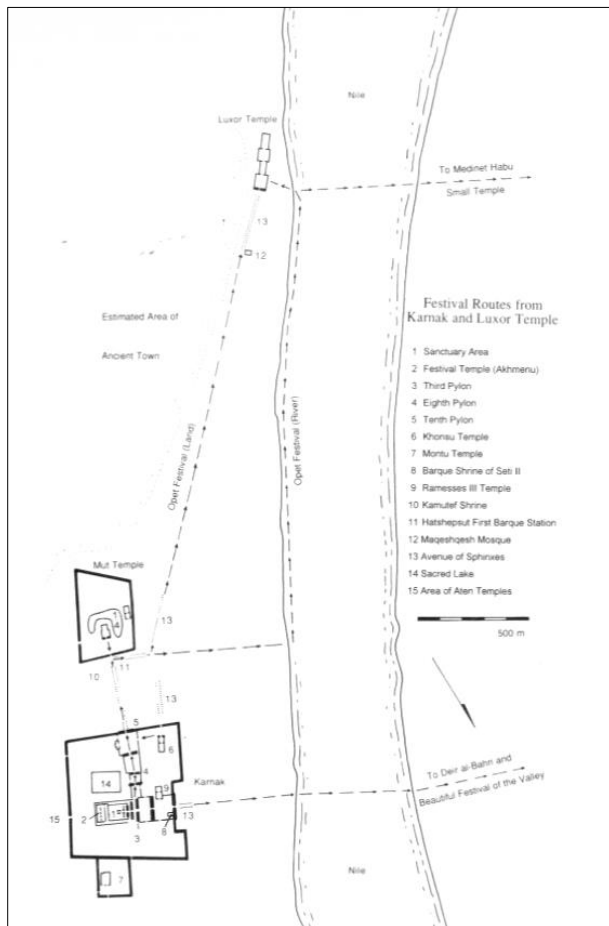 Nile
Luxor Temple
To Medinet Habu
Small Temple
1
13
12
Estimated Area of
Ancient Town
Festival Routes from
Karnak and Luxor Temple
1 Sanctuary Area
2 Festival Temple (Akhmenu)
3 Third Pylon
4 Eighth Pylon
5 Tenth Pylon
6 Khonsu Temple
7 Montu Temple
8 Barque Shrine of Seti II
9 Ramesses III Temple
10 Kamutef Shrine
11 Hatshepsut First Barque Station
12 Maqeshqesh Mosque
13 Avenue of Sphinxes
14 Sacred Lake
15 Area of Aten Temples
500 m
Opet Festival (Land)
Opet Festival (River)
Mut Temple
1
4
13
10
11
13
5
6
4
14
Karnak
9
15
2
1
13
3
8
7
To Deir al-Bahri and
Beautiful Festival of the Valley
Nile